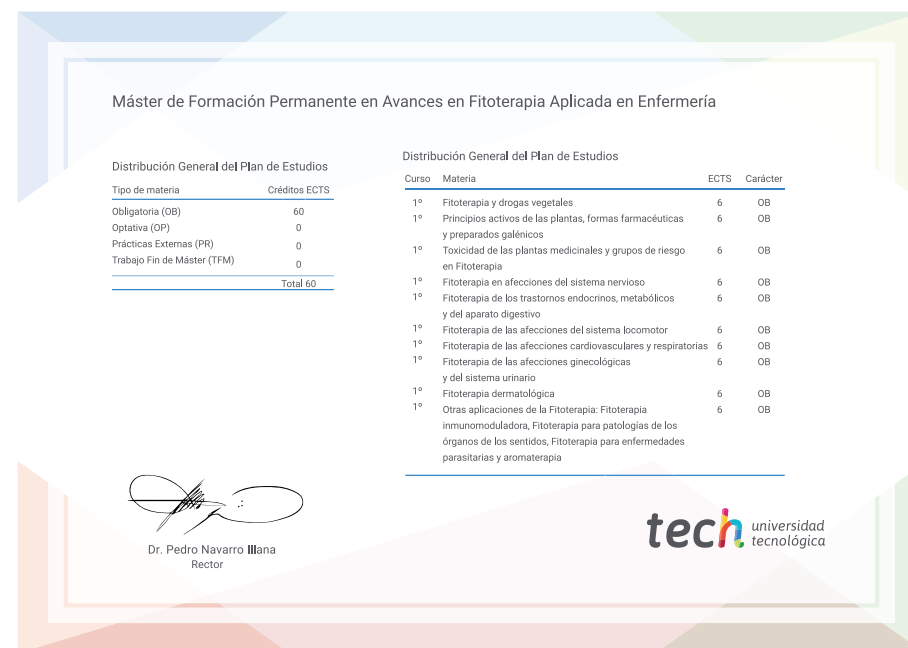 Máster de Formación Permanente en Avances en Fitoterapia Aplicada en Enfermería
Distribución General del Plan de Estudios
Tipo de materia Créditos ECTS
Obligatoria (OB) 60
Optativa (OP) 0
Prácticas Externas (PR) 0
Trabajo Fin de Máster (TFM) 0
Total 60
Distribución General del Plan de Estudios
Curso Materia ECTS Carácter
1º Fitoterapia y drogas vegetales 6 OB
1º Principios activos de las plantas, formas farmacéuticas 6 OB
y preparados galénicos
1º Toxicidad de las plantas medicinales y grupos de riesgo 6 OB
en Fitoterapia
1º Fitoterapia en afecciones del sistema nervioso 6 OB
1º Fitoterapia de los trastornos endocrinos, metabólicos 6 OB
y del aparato digestivo
1º Fitoterapia de las afecciones del sistema locomotor 6 OB
1º Fitoterapia de las afecciones cardiovasculares y respiratorias 6 OB
1º Fitoterapia de las afecciones ginecológicas 6 OB
y del sistema urinario
1º Fitoterapia dermatológica 6 OB
1º Otras aplicaciones de la Fitoterapia: Fitoterapia 6 OB
inmunomoduladora, Fitoterapia para patologías de los
órganos de los sentidos, Fitoterapia para enfermedades
parasitarias y aromaterapia
Dr. Pedro Navarro Illana
Rector
tech universidad
tecnológica